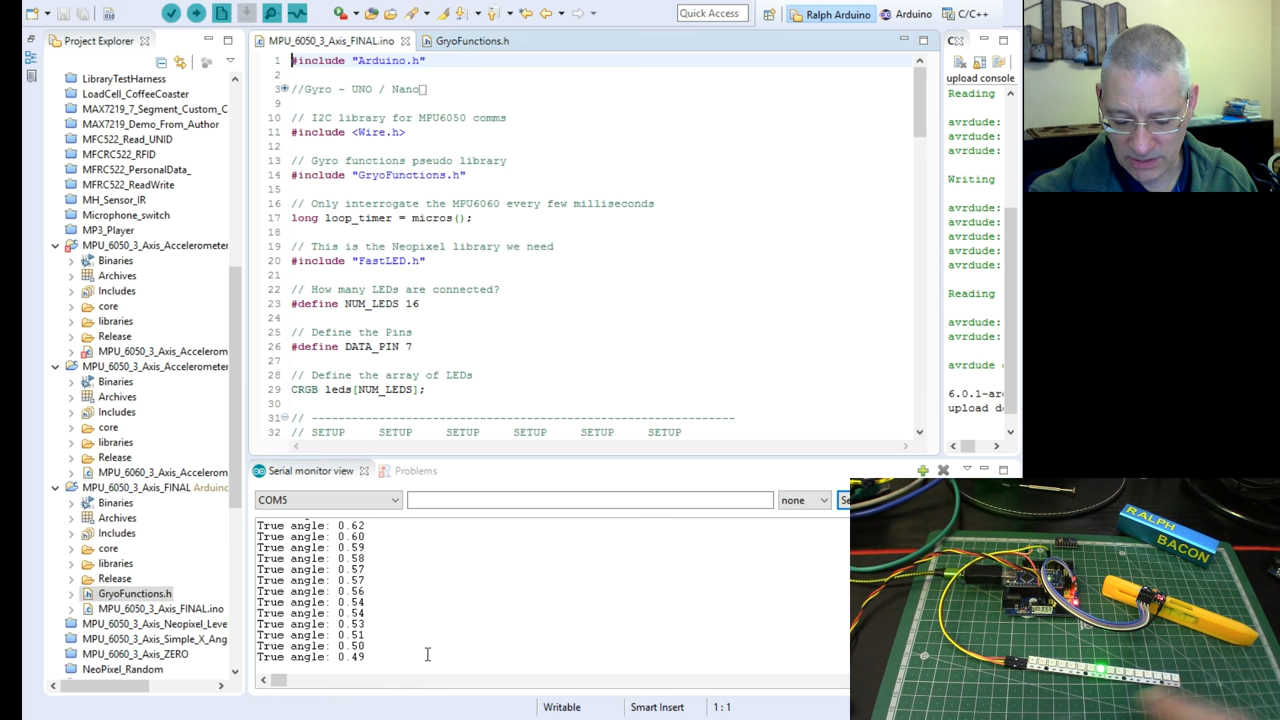 Quick Access
Ralph Arduino
Arduino
C/C++
Project Explorer
LibraryTestHarness
LoadCell_CoffeeCoaster
MAX7219_7_Segment_Custom_C
MAX7219_Demo_From_Author
MFC522_Read_UNID
MFCRC522_RFID
MFRC522_PersonalData_
MFRC522_ReadWrite
MH_Sensor_IR
Microphone_switch
MP3_Player
MPU_6050_3_Axis_Accelerometer
Binaries
Archives
Includes
core
libraries
Release
MPU_6050_3_Axis_Accelerom
MPU_6050_3_Axis_Accelerometer
Binaries
Archives
Includes
core
libraries
Release
MPU_6060_3_Axis_Accelerom
MPU_6050_3_Axis_FINAL Arduino
Binaries
Archives
Includes
core
libraries
Release
GryoFunctions.h
MPU_6050_3_Axis_FINAL.ino
MPU_6050_3_Axis_Neopixel_Leve
MPU_6050_3_Axis_Simple_X_Ang
MPU_6050_3_Axis_ZERO
NeoPixel_Random
MPU_6050_3_Axis_FINAL.ino
GryoFunctions.h
1 #include "Arduino.h"
2
3 //Gyro - UNO / Nano
9
10 // I2C library for MPU6050 comms
11 #include <Wire.h>
12
13 // Gyro functions pseudo library
14 #include "GryoFunctions.h"
15
16 // Only interrogate the MPU6060 every few milliseconds
17 long loop_timer = micros();
18
19 // This is the Neopixel library we need
20 #include "FastLED.h"
21
22 // How many LEDs are connected?
23 #define NUM_LEDS 16
24
25 // Define the Pins
26 #define DATA_PIN 7
27
28 // Define the array of LEDs
29 CRGB leds[NUM_LEDS];
30
31 // ---------------------------------------------------------------
32 // SETUP SETUP SETUP SETUP SETUP SETUP
upload console
Reading
avrdude:
avrdude:
avrdude:
Writing
avrdude:
avrdude:
avrdude:
avrdude:
avrdude:
Reading
avrdude:
avrdude:
avrdude
6.0.1-ar
upload d
Serial monitor view
Problems
COM5
none
Se
True angle: 0.62
True angle: 0.60
True angle: 0.59
True angle: 0.58
True angle: 0.57
True angle: 0.57
True angle: 0.56
True angle: 0.54
True angle: 0.54
True angle: 0.53
True angle: 0.51
True angle: 0.50
True angle: 0.49
Writable
Smart Insert
1 : 1
RALPH
BACON